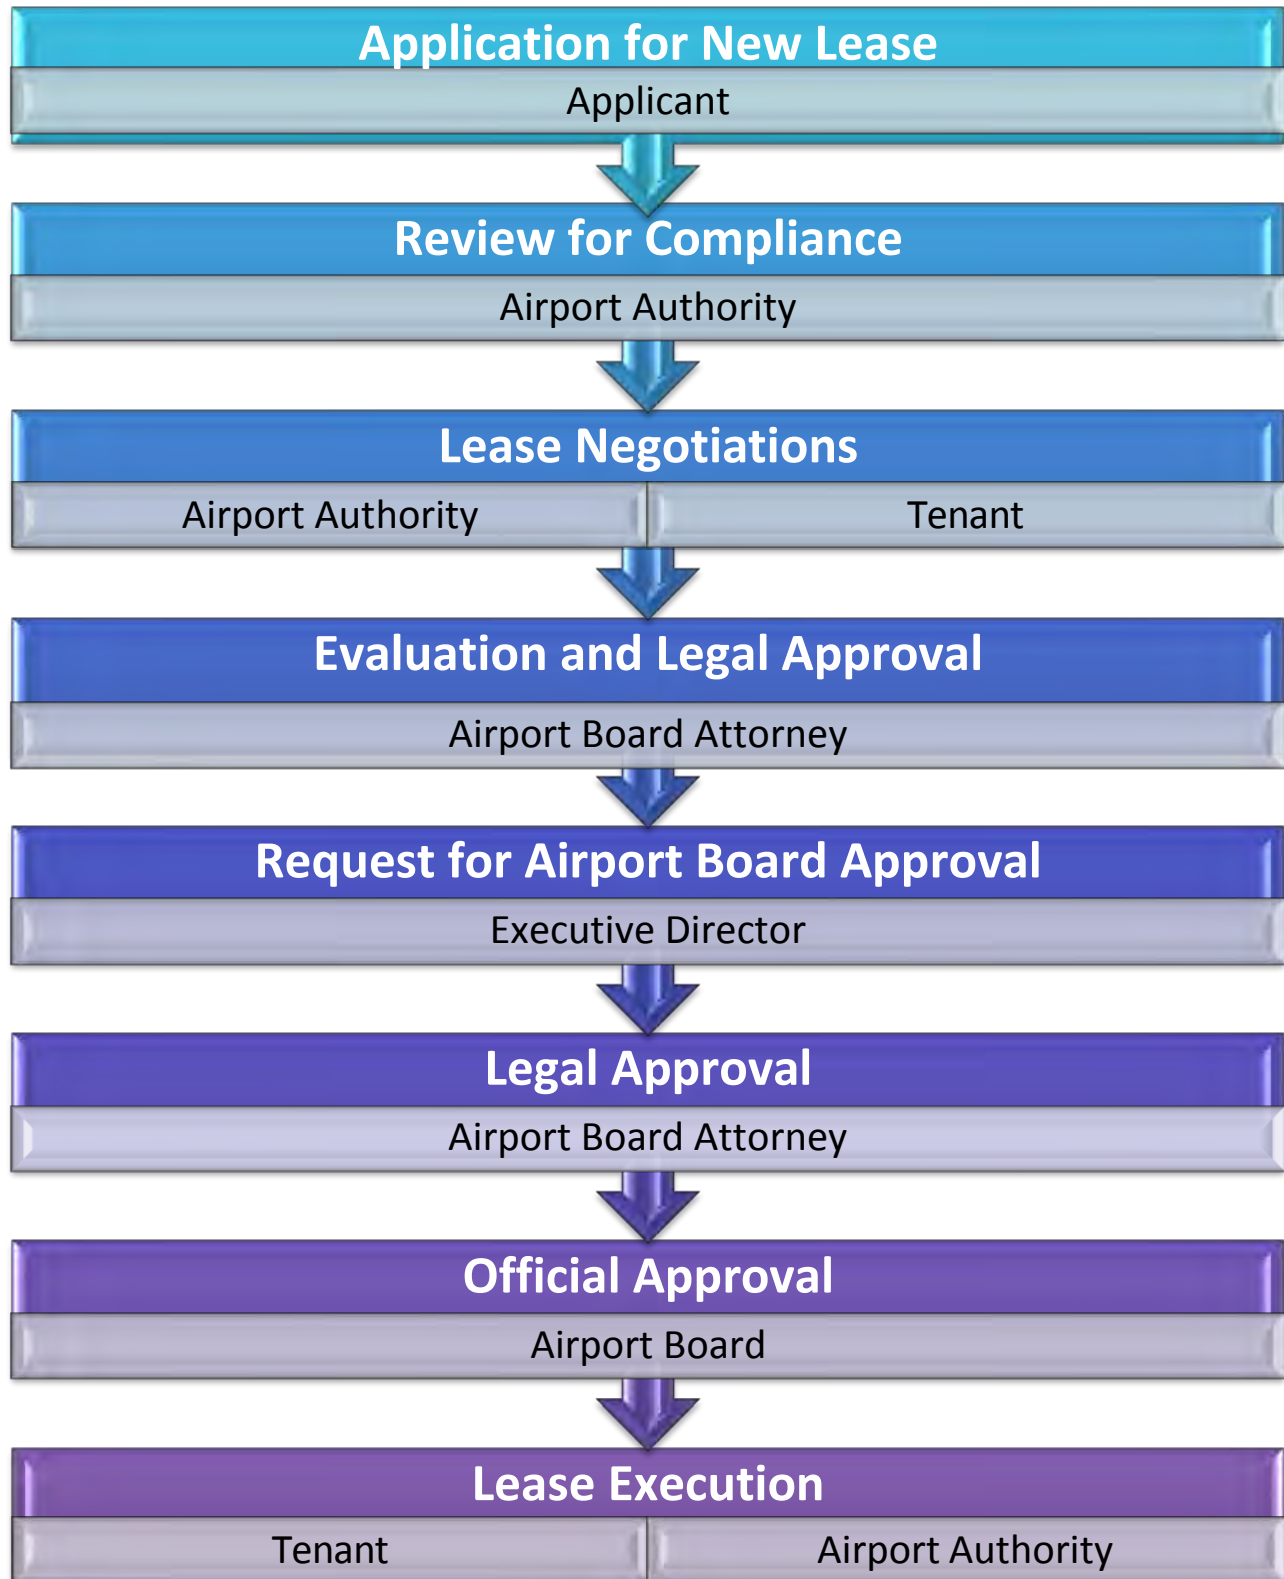 Application for New Lease
Applicant
Review for Compliance
Airport Authority
Lease Negotiations
Airport Authority
Tenant
Evaluation and Legal Approval
Airport Board Attorney
Request for Airport Board Approval
Executive Director
Legal Approval
Airport Board Attorney
Official Approval
Airport Board
Lease Execution
Tenant
Airport Authority